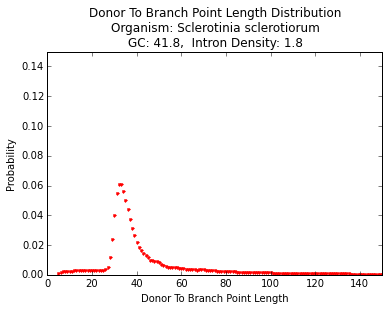 Donor To Branch Point Length Distribution
Organism: Sclerotinia sclerotiorum
GC: 41.8,  Intron Density: 1.8
0.14
0.12
0.10
0.08
0.06
0.04
0.02
0.00
Probability
0 20 40 60 80 100 120 140
Donor To Branch Point Length